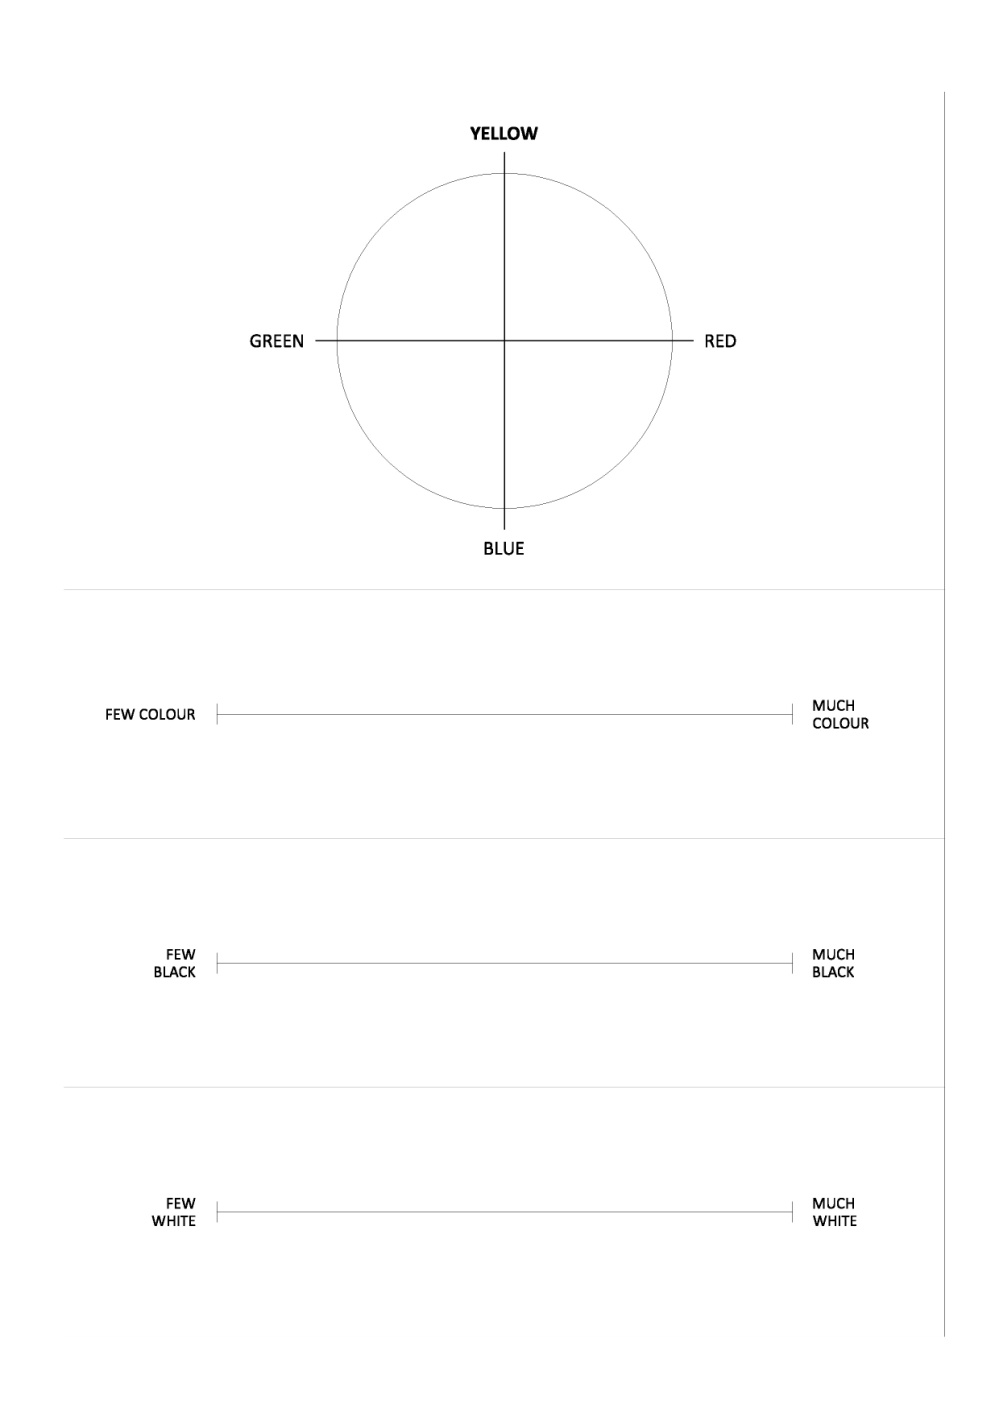 YELLOW
GREEN
RED
BLUE
FEW COLOUR
MUCH
COLOUR
FEW
BLACK
MUCH
BLACK
FEW
WHITE
MUCH
WHITE